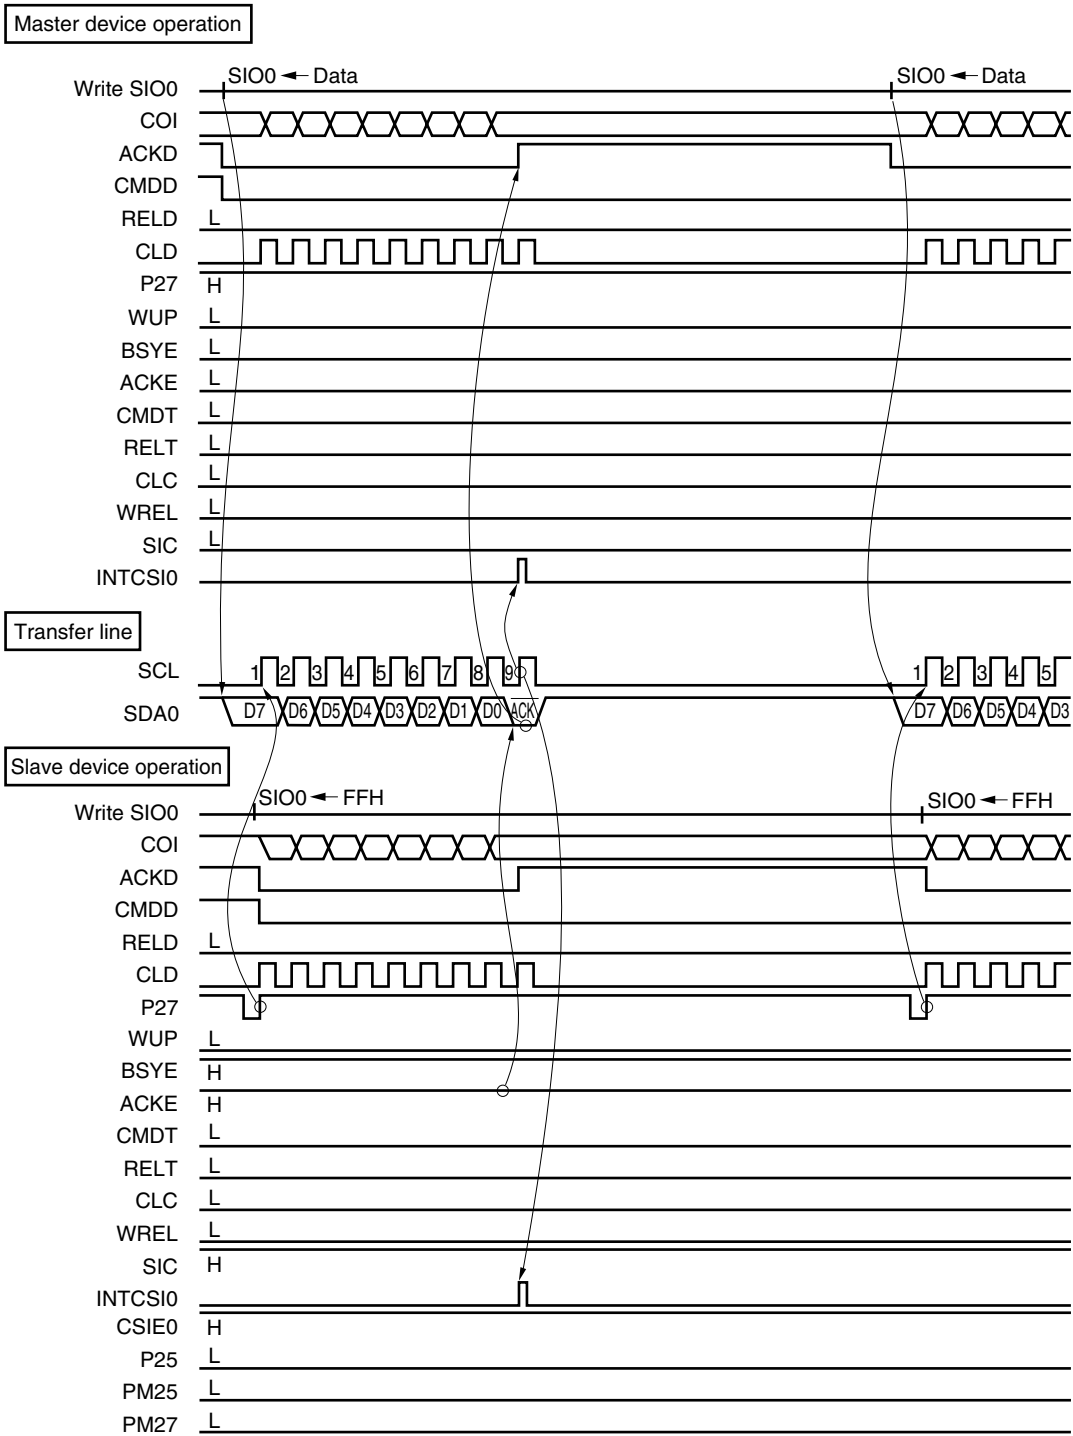 Master device operation
Write SIO0 SIO0 ← Data SIO0 ← Data
COI
ACKD
CMDD
RELD L
CLD
P27 H
WUP L
BSYE L
ACKE L
CMDT L
RELT L
CLC L
WREL L
SIC L
INTCSI0
Transfer line
SCL 1 2 3 4 5 6 7 8 9 1 2 3 4 5
SDA0 D7 D6 D5 D4 D3 D2 D1 D0 ACK D7 D6 D5 D4 D3
Slave device operation
Write SIO0 SIO0 ← FFH SIO0 ← FFH
COI
ACKD
CMDD
RELD L
CLD
P27
WUP L
BSYE H
ACKE H
CMDT L
RELT L
CLC L
WREL L
SIC H
INTCSI0
CSIE0 H
P25 L
PM25 L
PM27 L